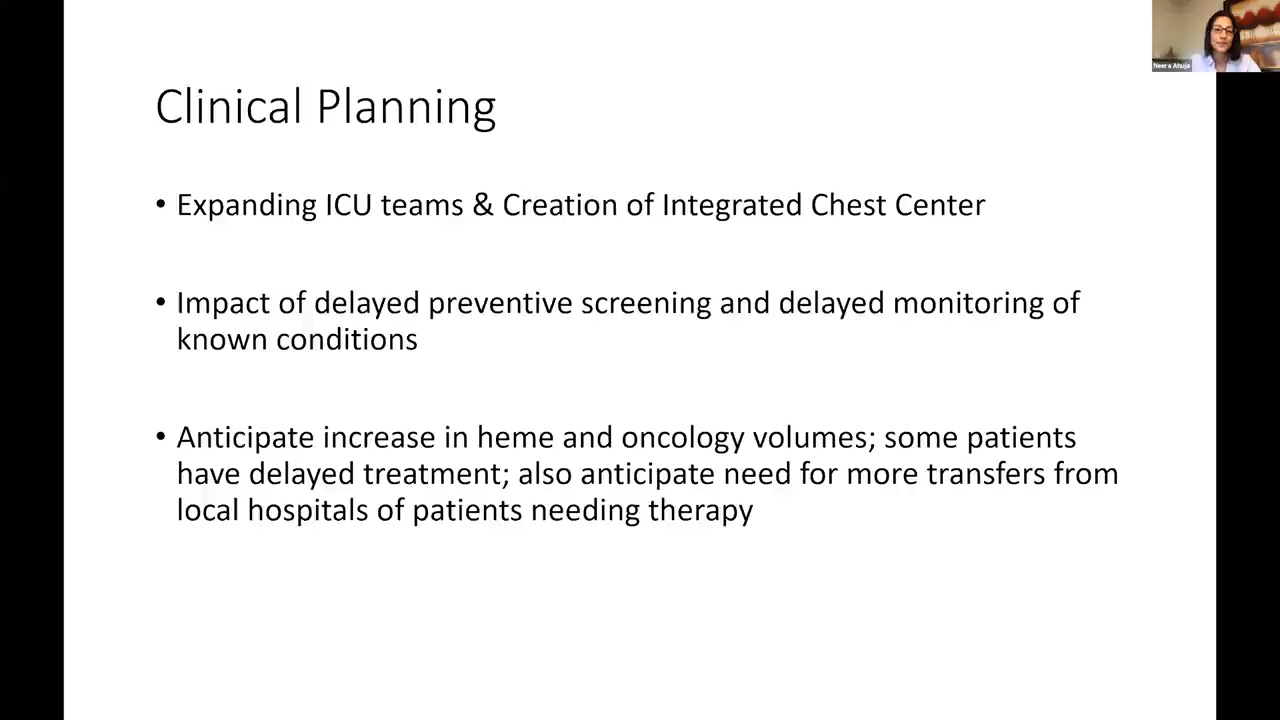 Neera Ahuja
Clinical Planning
• Expanding ICU teams & Creation of Integrated Chest Center
• Impact of delayed preventive screening and delayed monitoring of
known conditions
• Anticipate increase in heme and oncology volumes; some patients
have delayed treatment; also anticipate need for more transfers from
local hospitals of patients needing therapy